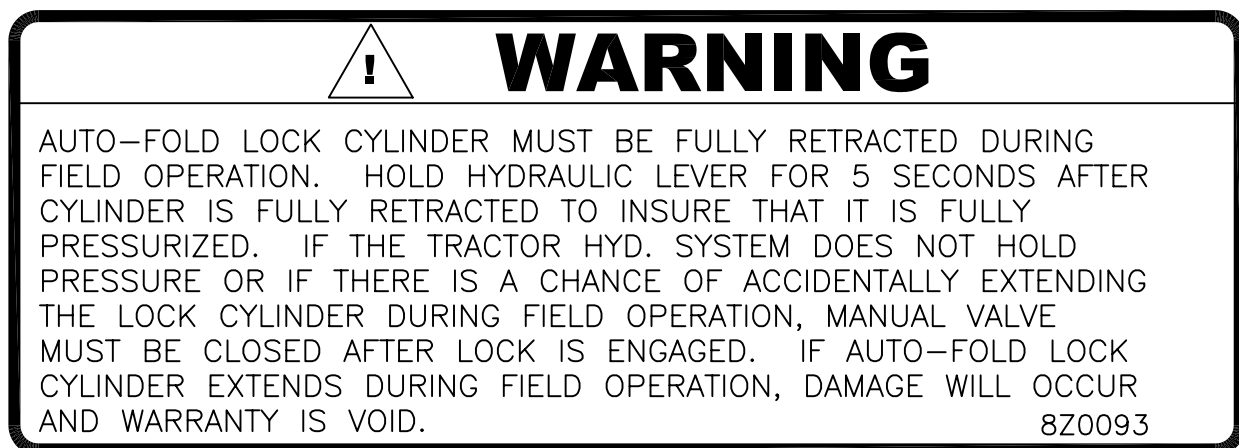 ! WARNING
AUTO-FOLD LOCK CYLINDER MUST BE FULLY RETRACTED DURING
FIELD OPERATION. HOLD HYDRAULIC LEVER FOR 5 SECONDS AFTER
CYLINDER IS FULLY RETRACTED TO INSURE THAT IT IS FULLY
PRESSURIZED. IF THE TRACTOR HYD. SYSTEM DOES NOT HOLD
PRESSURE OR IF THERE IS A CHANCE OF ACCIDENTALLY EXTENDING
THE LOCK CYLINDER DURING FIELD OPERATION, MANUAL VALVE
MUST BE CLOSED AFTER LOCK IS ENGAGED. IF AUTO-FOLD LOCK
CYLINDER EXTENDS DURING FIELD OPERATION, DAMAGE WILL OCCUR
AND WARRANTY IS VOID. 8Z0093